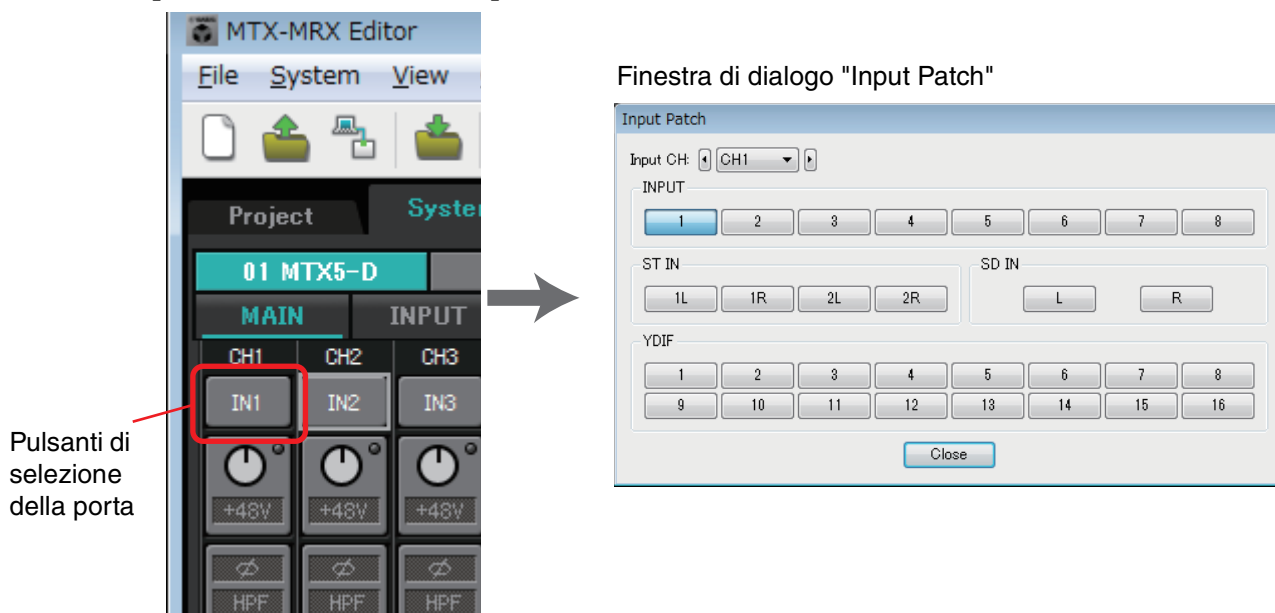 MTX-MRX Editor
File System View
Project Syste
01 MTX5-D
MAIN INPUT
CH1 CH2 CH3
IN1 IN2 IN3
+48V +48V +48V
HPF HPF HPF
Pulsanti di
selezione
della porta
Finestra di dialogo "Input Patch"
Input Patch
Input CH: CH1
INPUT
1 2 3 4 5 6 7 8
ST IN SD IN
1L 1R 2L 2R L R
YDIF
1 2 3 4 5 6 7 8
9 10 11 12 13 14 15 16
Close